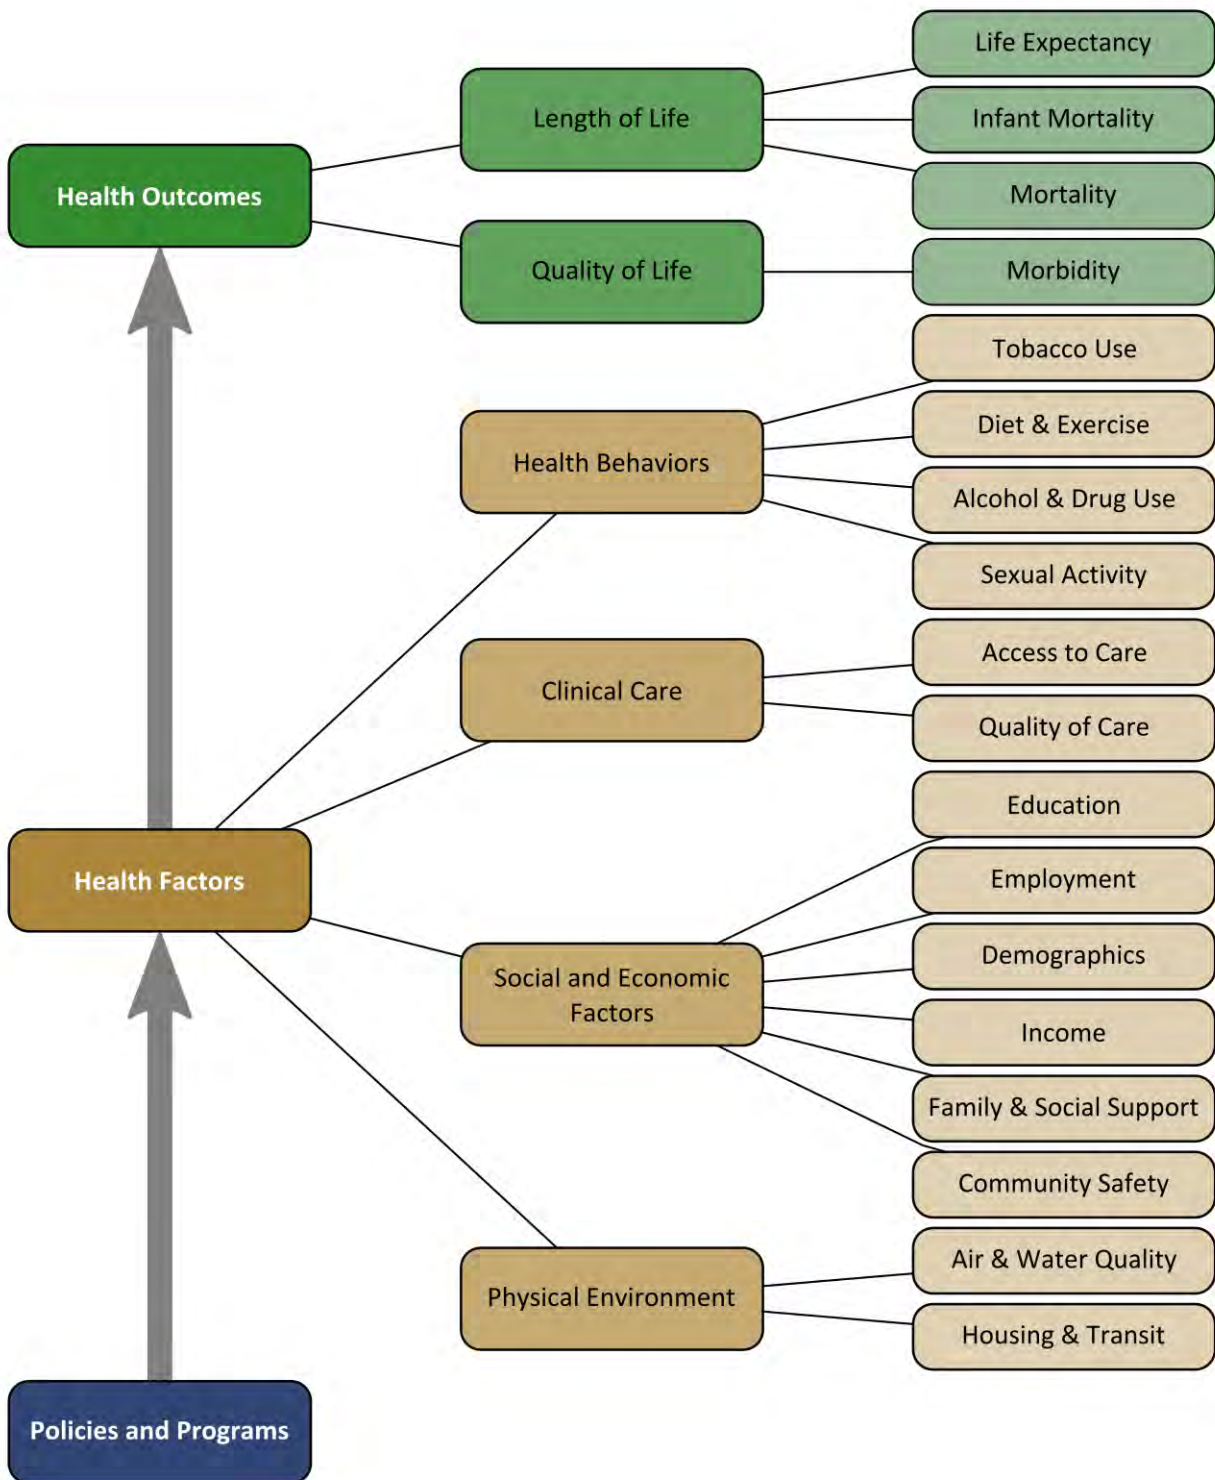 Health Outcomes
Length of Life
Life Expectancy
Infant Mortality
Mortality
Quality of Life
Morbidity
Health Factors
Health Behaviors
Tobacco Use
Diet & Exercise
Alcohol & Drug Use
Sexual Activity
Clinical Care
Access to Care
Quality of Care
Social and Economic
Factors
Education
Employment
Demographics
Income
Family & Social Support
Community Safety
Physical Environment
Air & Water Quality
Housing & Transit
Policies and Programs